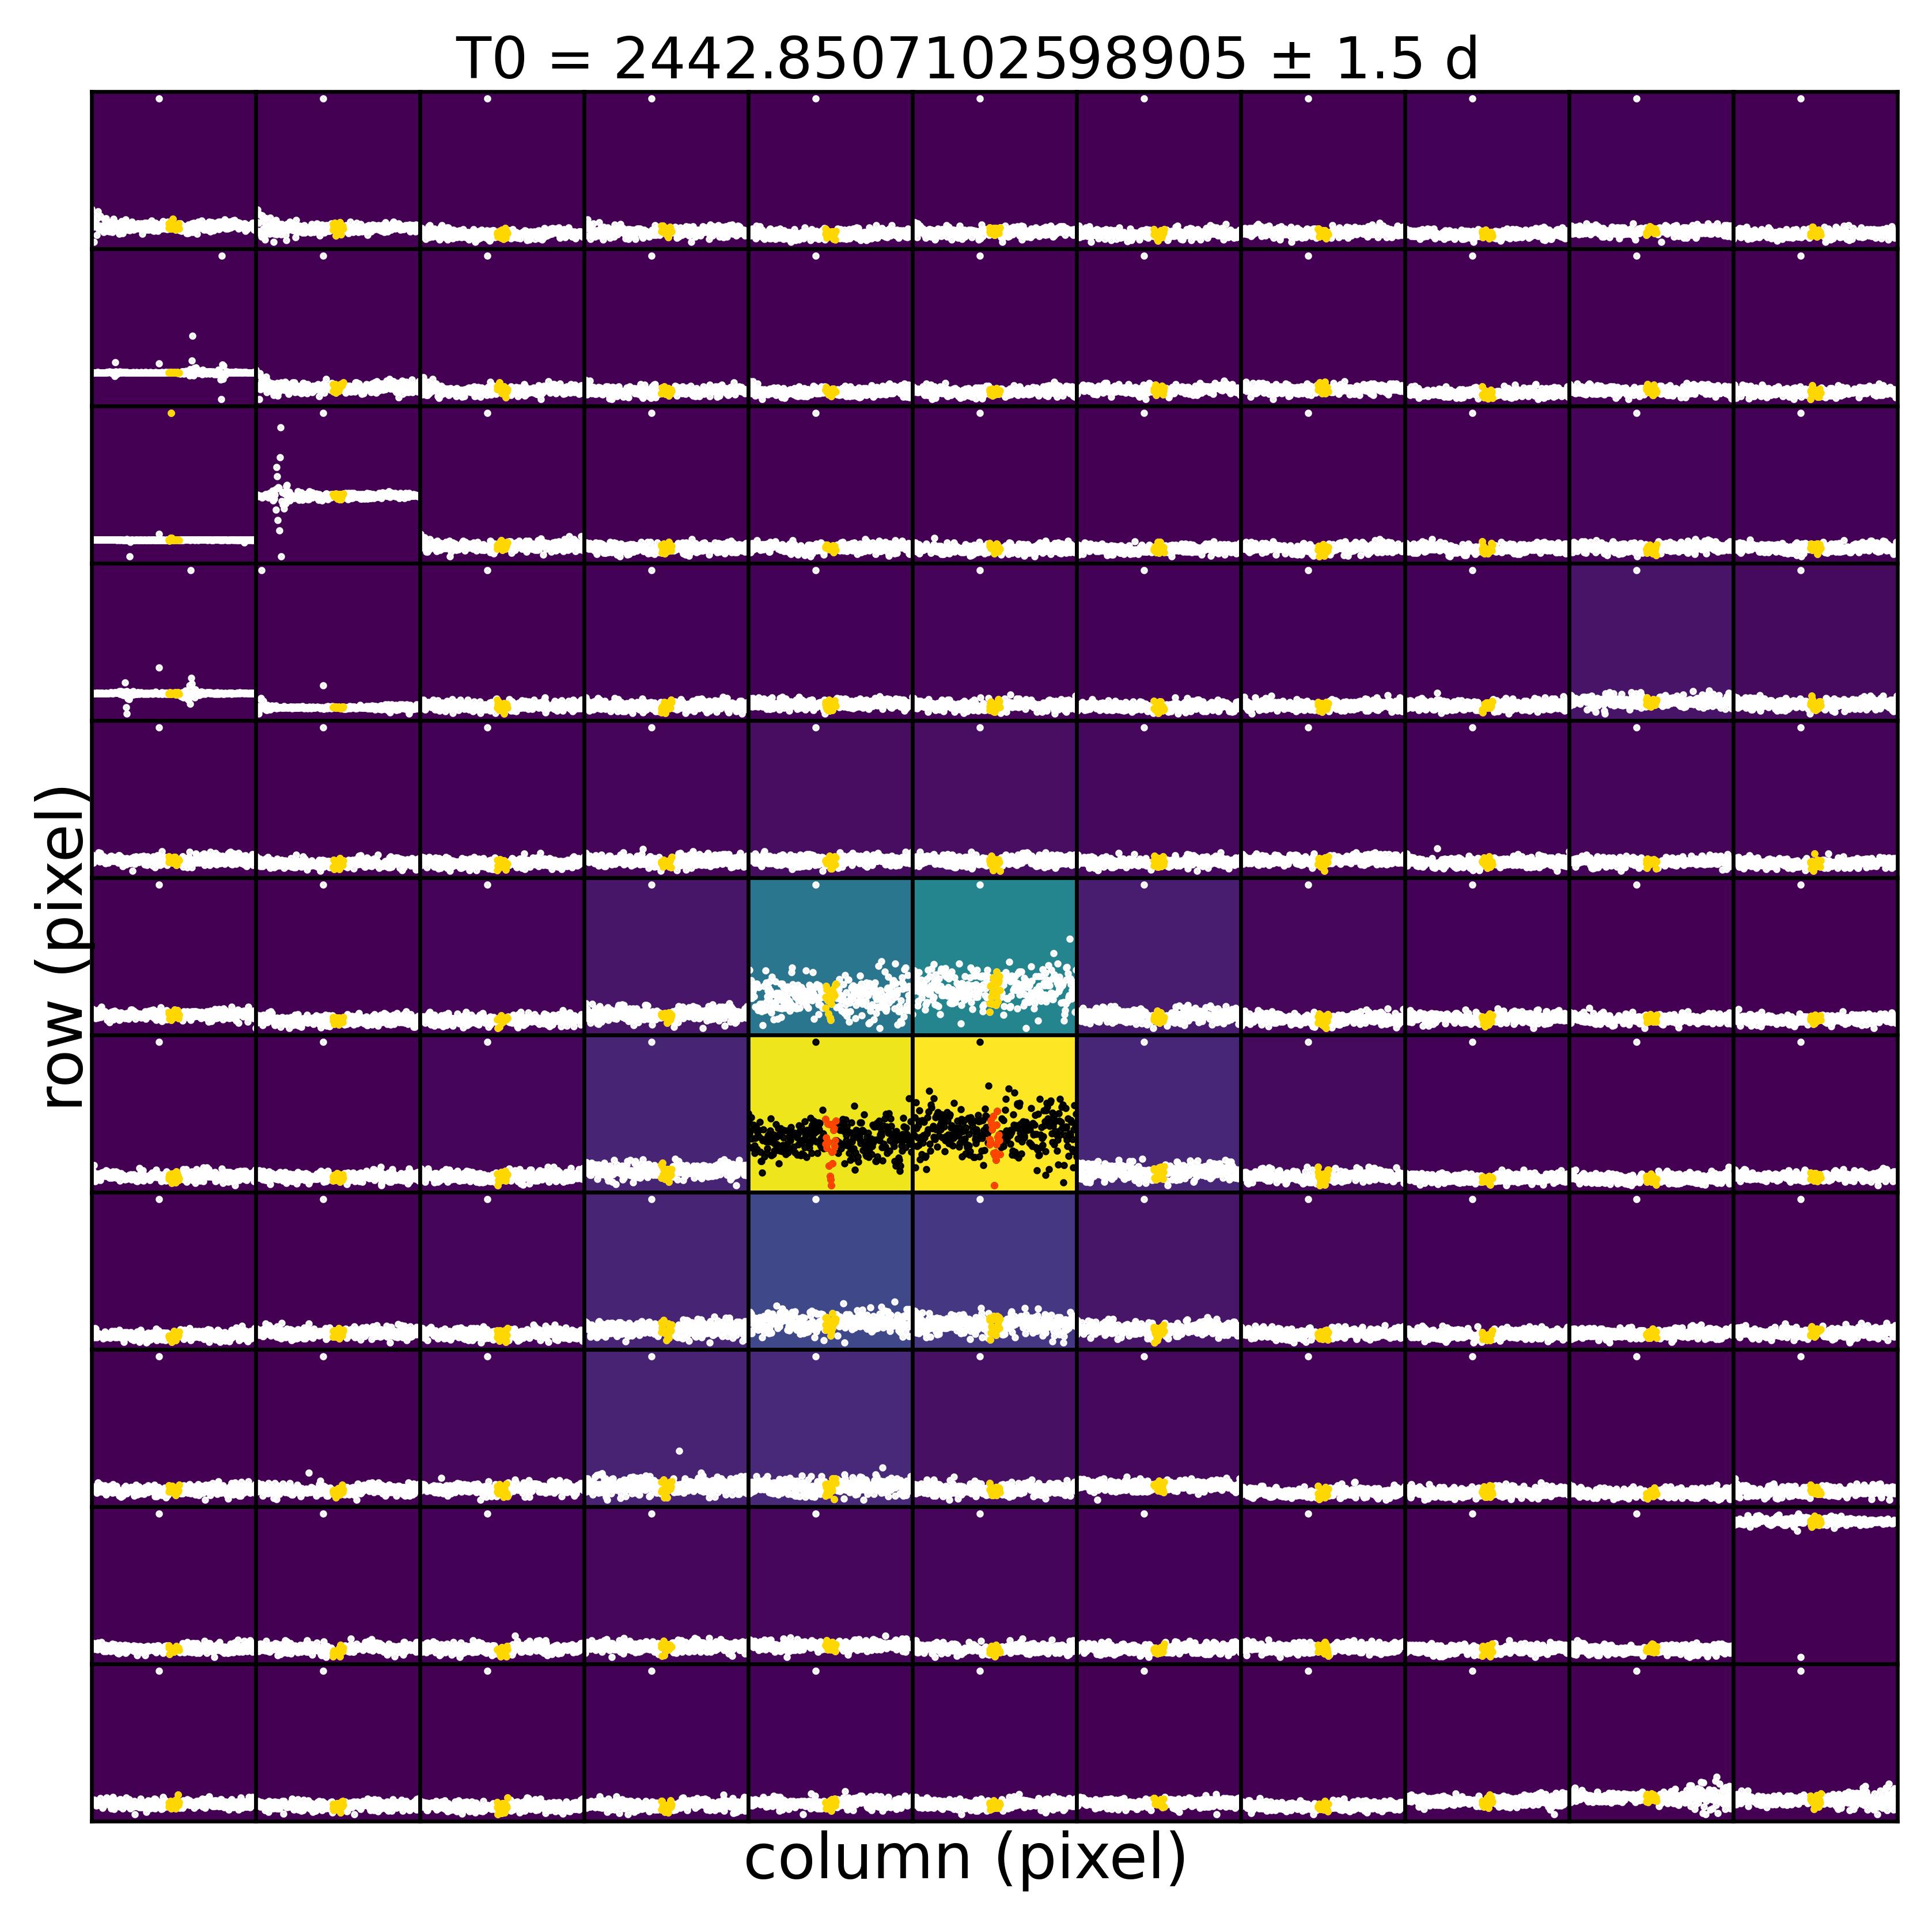 T0 = 2442.8507102598905 ± 1.5 d
row (pixel)
column (pixel)